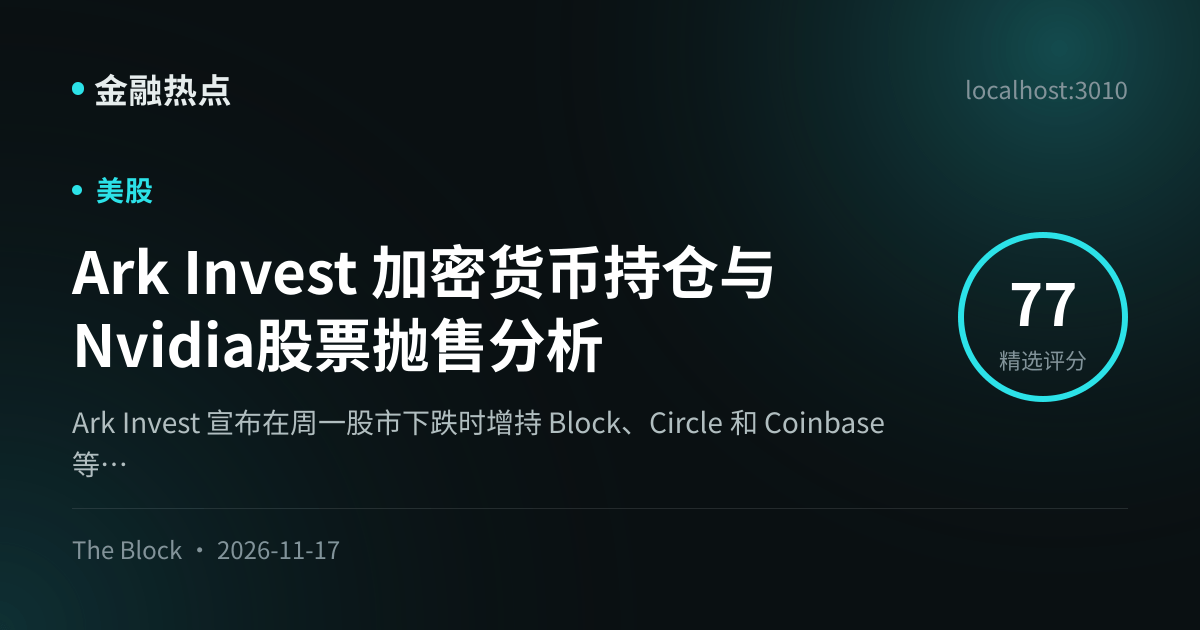 金融热点
localhost:3010
美股
Ark Invest 加密货币持仓与
Nvidia股票抛售分析
77
精选评分
Ark Invest 宣布在周一股市下跌时增持 Block、Circle 和 Coinbase
等…
The Block • 2026-11-17